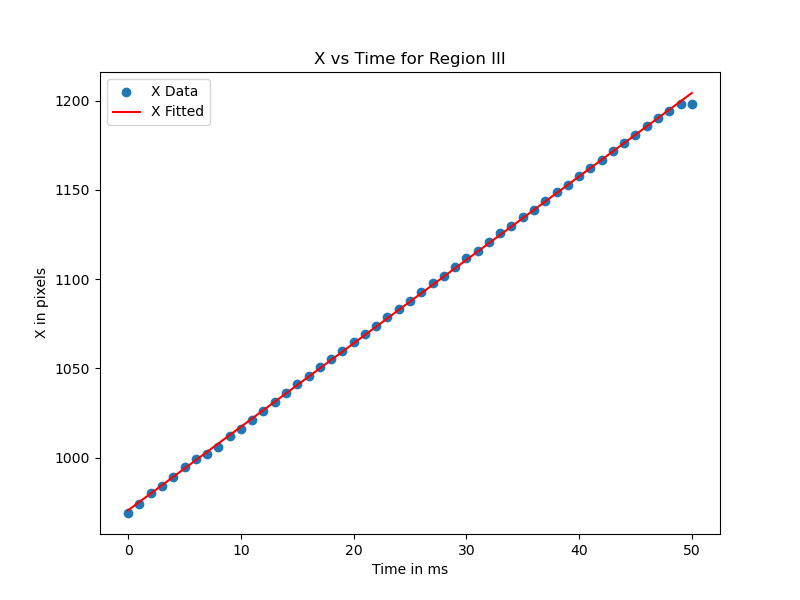 X vs Time for Region III
X Data
X Fitted
1200
1150
1100
1050
1000
X in pixels
0 10 20 30 40 50
Time in ms